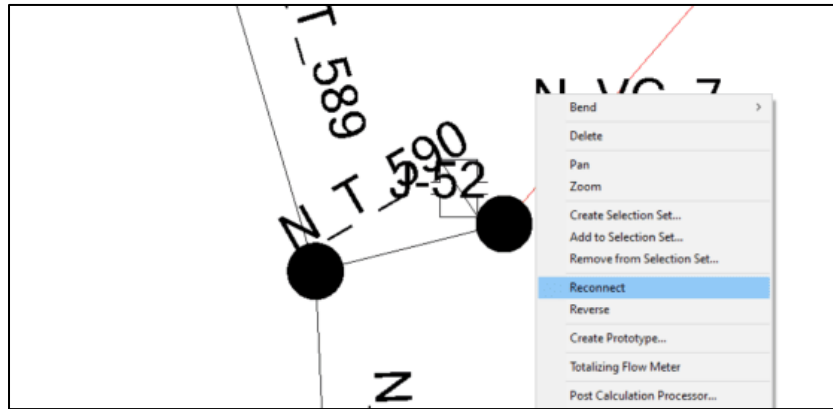 N_T_589
N_VC_7
N_T_590
J-52
N
Bend >
Delete
Pan
Zoom
Create Selection Set...
Add to Selection Set...
Remove from Selection Set...
Reconnect
Reverse
Create Prototype...
Totalizing Flow Meter
Post Calculation Processor...